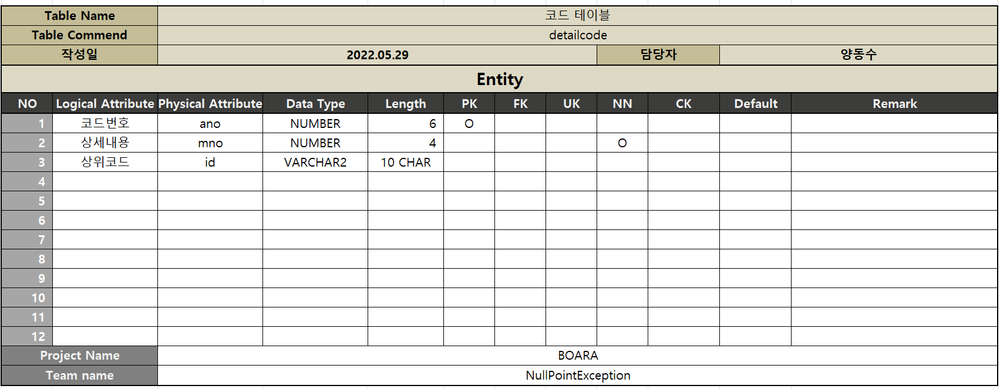 Table Name 코드 테이블
Table Commend detailcode
작성일 2022.05.29 담당자 양동수
Entity
NO Logical Attribute Physical Attribute Data Type Length PK FK UK NN CK Default Remark
1 코드번호 ano NUMBER 6 O
2 상세내용 mno NUMBER 4 O
3 상위코드 id VARCHAR2 10 CHAR
4
5
6
7
8
9
10
11
12
Project Name BOARA
Team name NullPointException